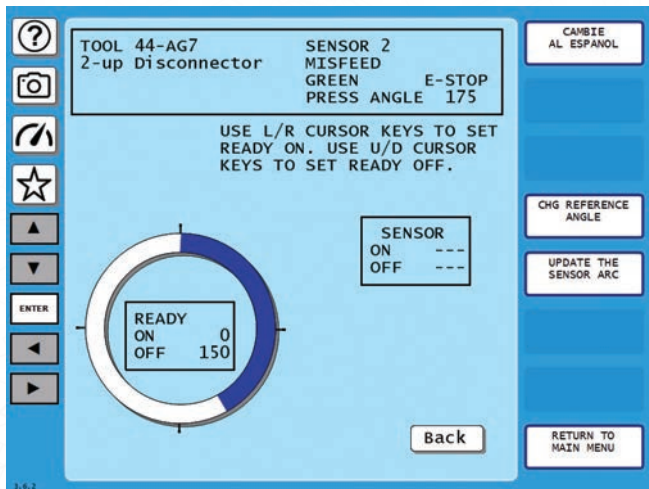 TOOL 44-AG7
2-up Disconnector
SENSOR 2
MISFEED
GREEN E-STOP
PRESS ANGLE 175
USE L/R CURSOR KEYS TO SET
READY ON. USE U/D CURSOR
KEYS TO SET READY OFF.
SENSOR
ON ---
OFF ---
READY
ON 0
OFF 150
Back
ENTER
CAMBIE
AL ESPANOL
CHG REFERENCE
ANGLE
UPDATE THE
SENSOR ARC
RETURN TO
MAIN MENU
3.6.2